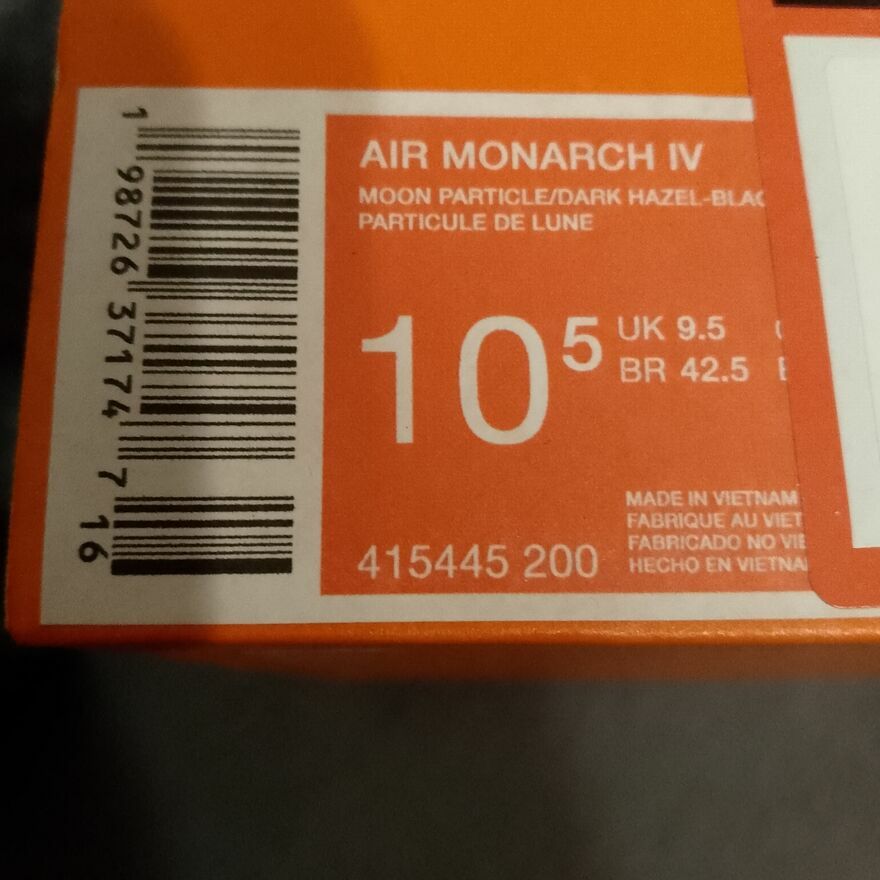 1 98726 37174 7 16
AIR MONARCH IV
MOON PARTICLE/DARK HAZEL-BLAC
PARTICULE DE LUNE
10 5
UK 9.5
BR 42.5
MADE IN VIETNAM
FABRIQUE AU VIET
FABRICADO NO VIE
HECHO EN VIETNA
415445 200